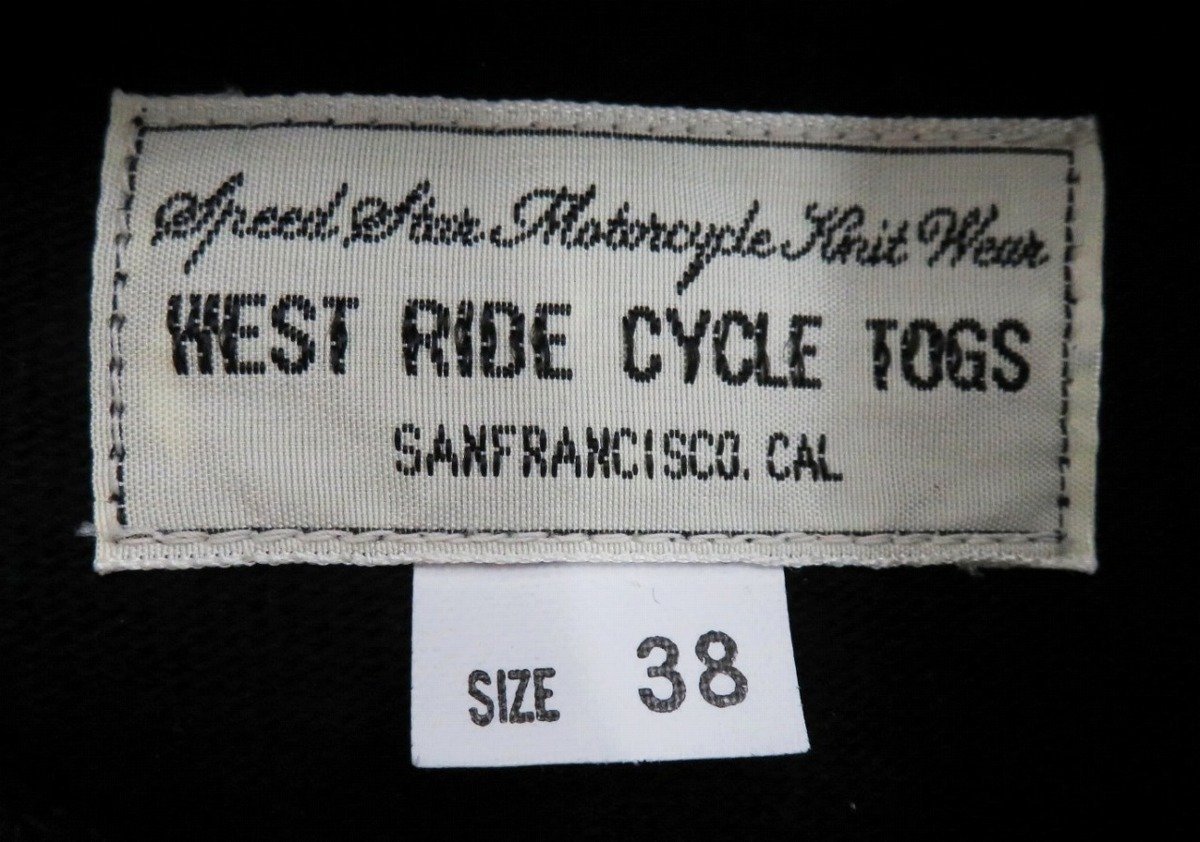 Speed Star Motorcycle Knit Wear
WEST RIDE CYCLE TOGS
SANFRANCISCO. CAL
SIZE 38